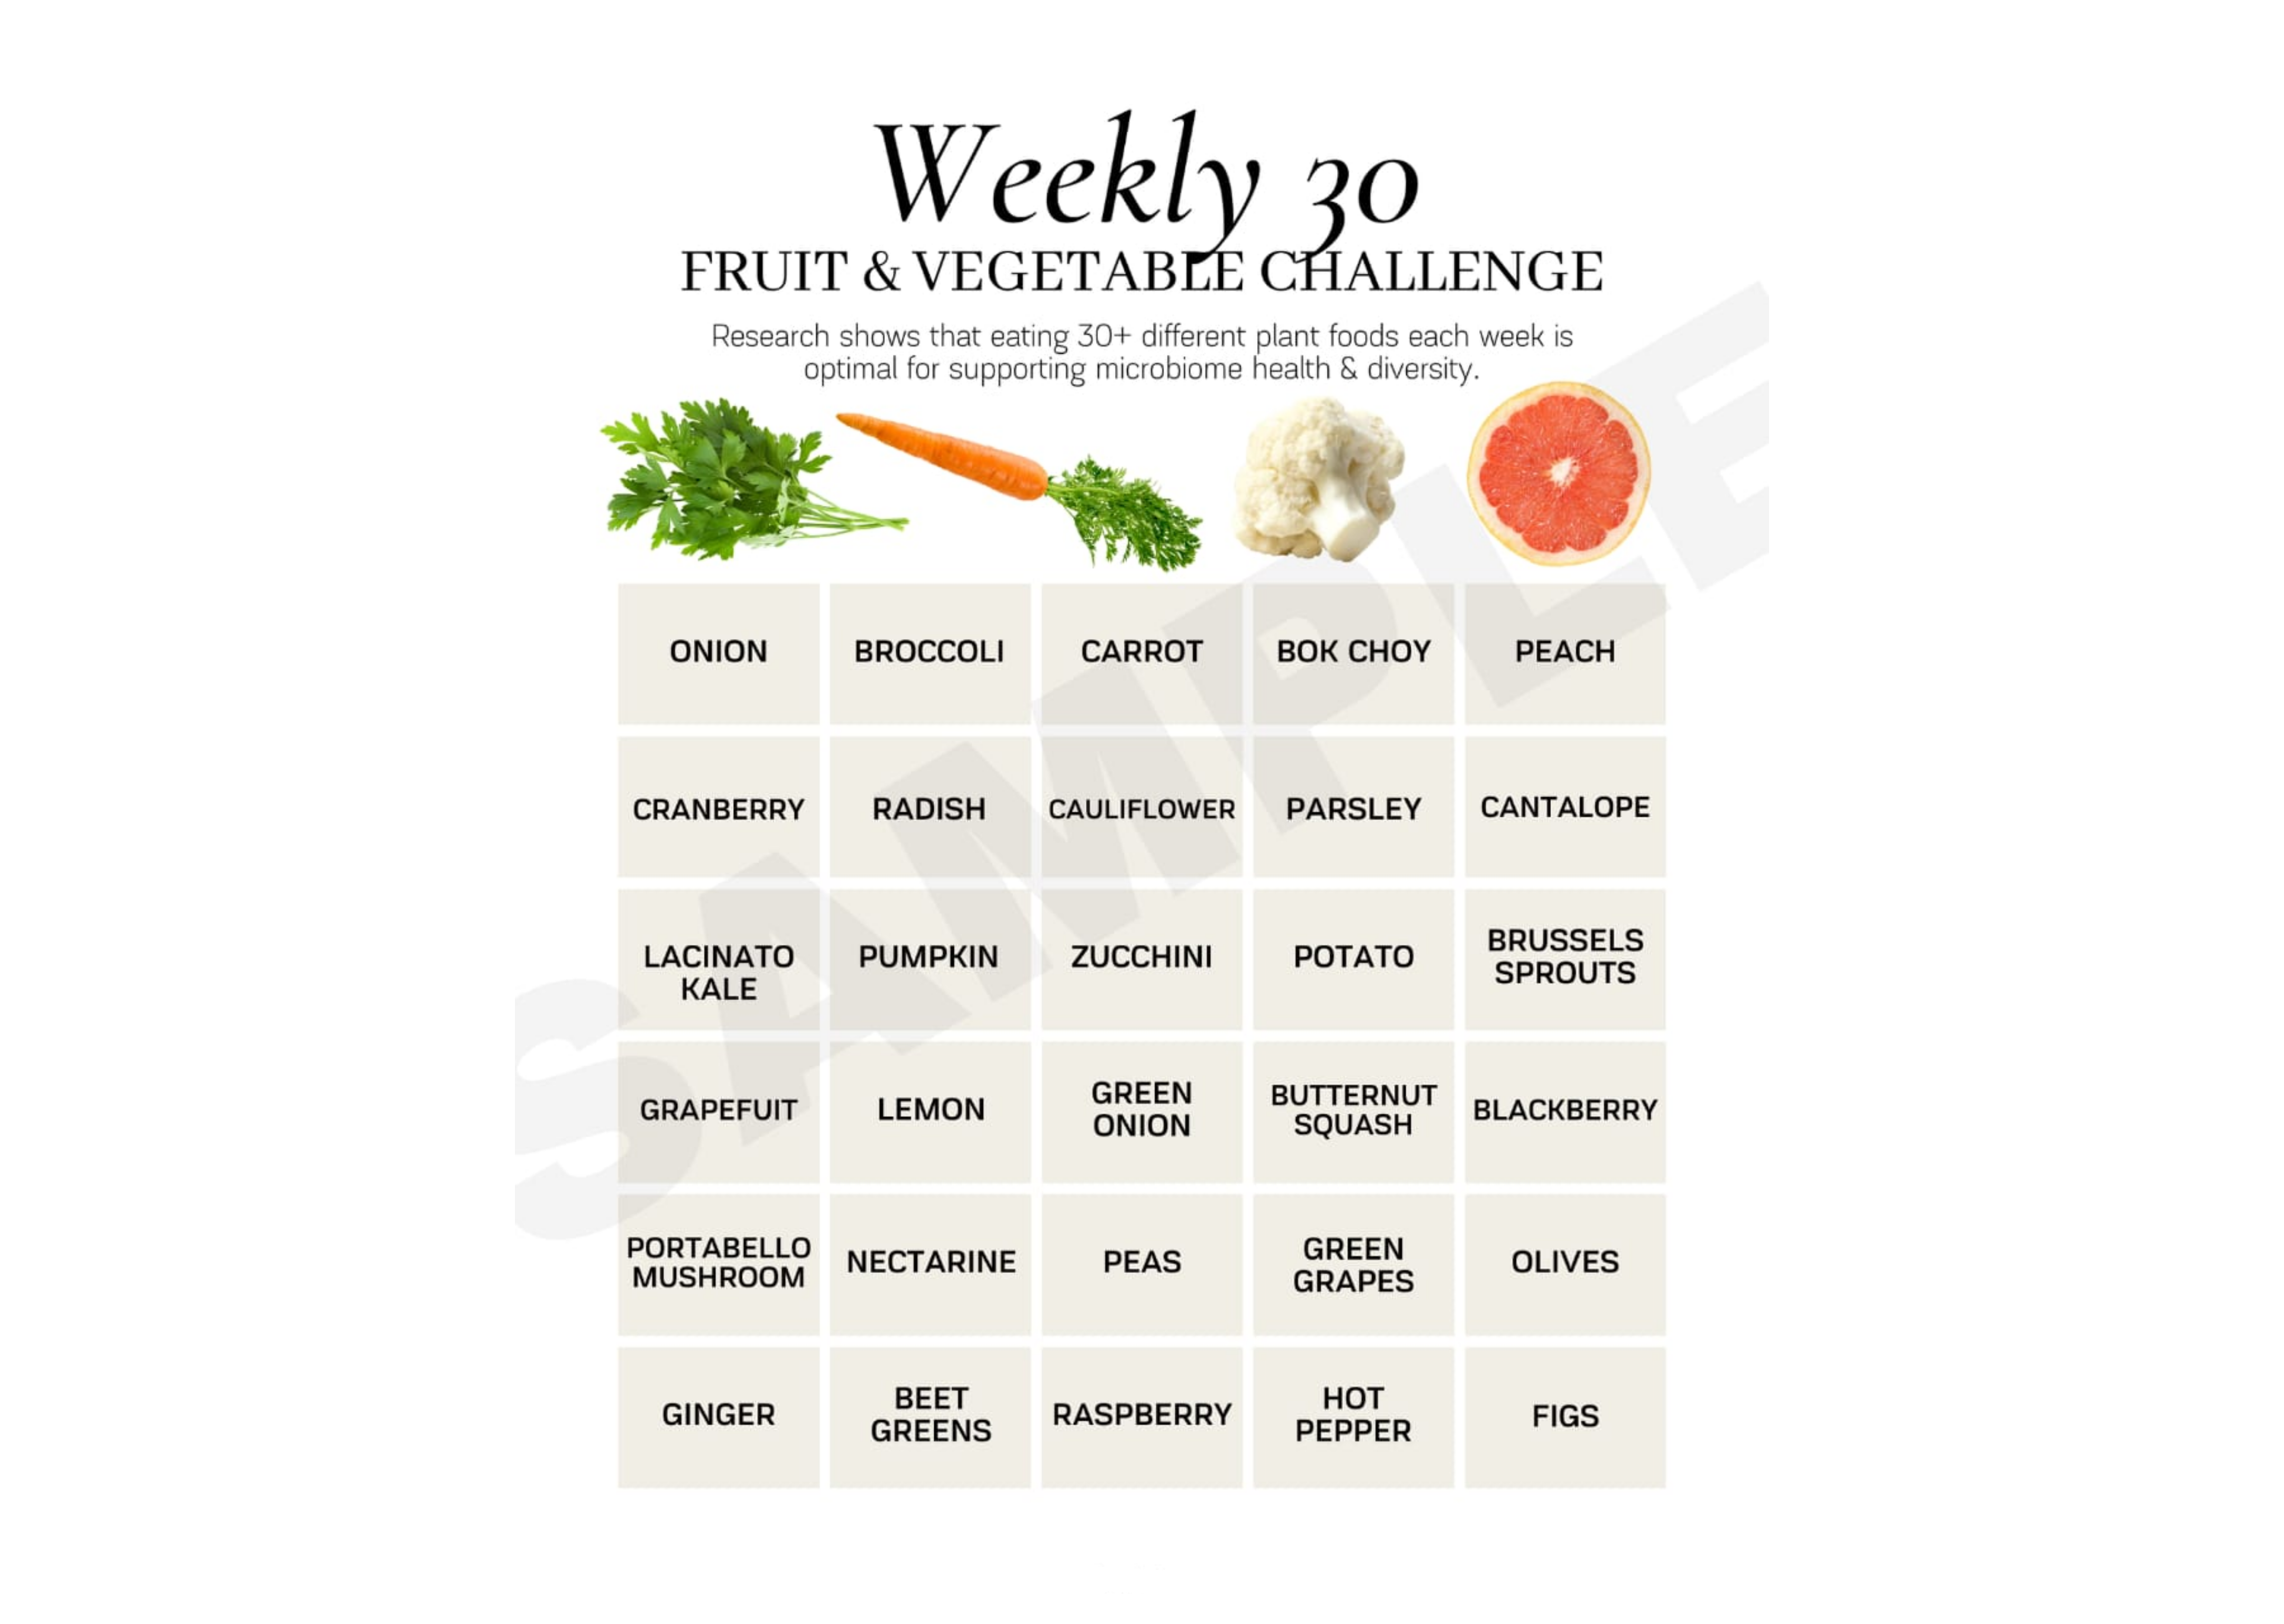 Weekly 30
FRUIT & VEGETABLE CHALLENGE
Research shows that eating 30+ different plant foods each week is
optimal for supporting microbiome health & diversity.
ONION
BROCCOLI
CARROT
BOK CHOY
PEACH
CRANBERRY
RADISH
CAULIFLOWER
PARSLEY
CANTALOPE
LACINATO
KALE
PUMPKIN
ZUCCHINI
POTATO
BRUSSELS
SPROUTS
GRAPEFUIT
LEMON
GREEN
ONION
BUTTERNUT
SQUASH
BLACKBERRY
PORTABELLO
MUSHROOM
NECTARINE
PEAS
GREEN
GRAPES
OLIVES
GINGER
BEET
GREENS
RASPBERRY
HOT
PEPPER
FIGS
SAMPLE